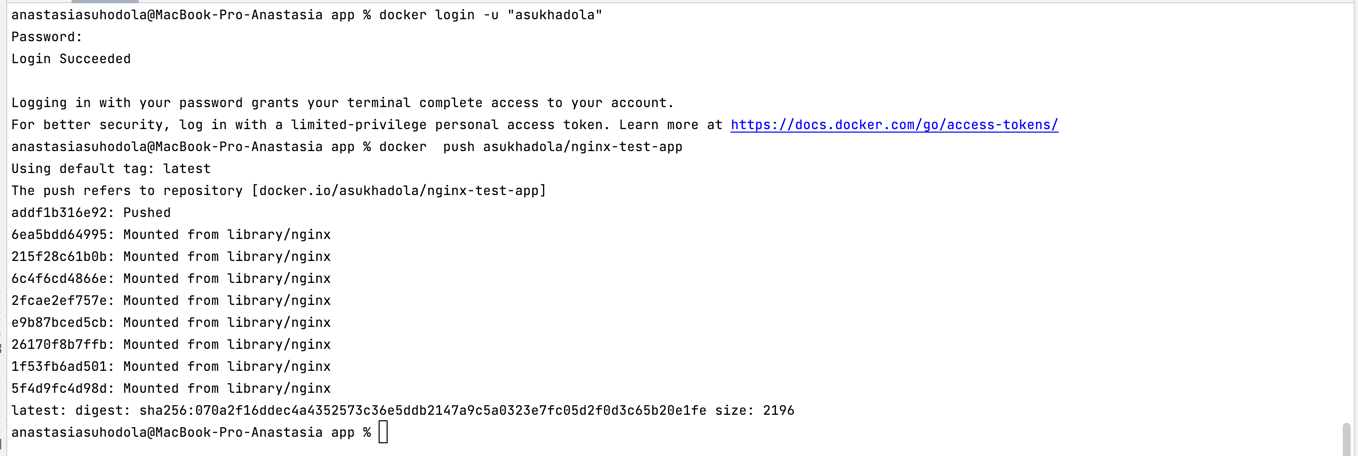 anastasiasuhodola@MacBook-Pro-Anastasia app % docker login -u "asukhadola"
Password:
Login Succeeded
Logging in with your password grants your terminal complete access to your account.
For better security, log in with a limited-privilege personal access token. Learn more at https://docs.docker.com/go/access-tokens/
anastasiasuhodola@MacBook-Pro-Anastasia app % docker  push asukhadola/nginx-test-app
Using default tag: latest
The push refers to repository [docker.io/asukhadola/nginx-test-app]
addf1b316e92: Pushed
6ea5bdd64995: Mounted from library/nginx
215f28c61b0b: Mounted from library/nginx
6c4f6cd4866e: Mounted from library/nginx
2fcae2ef757e: Mounted from library/nginx
e9b87bced5cb: Mounted from library/nginx
26170f8b7ffb: Mounted from library/nginx
1f53fb6ad501: Mounted from library/nginx
5f4d9fc4d98d: Mounted from library/nginx
latest: digest: sha256:070a2f16ddec4a4352573c36e5ddb2147a9c5a0323e7fc05d2f0d3c65b20e1fe size: 2196
anastasiasuhodola@MacBook-Pro-Anastasia app %